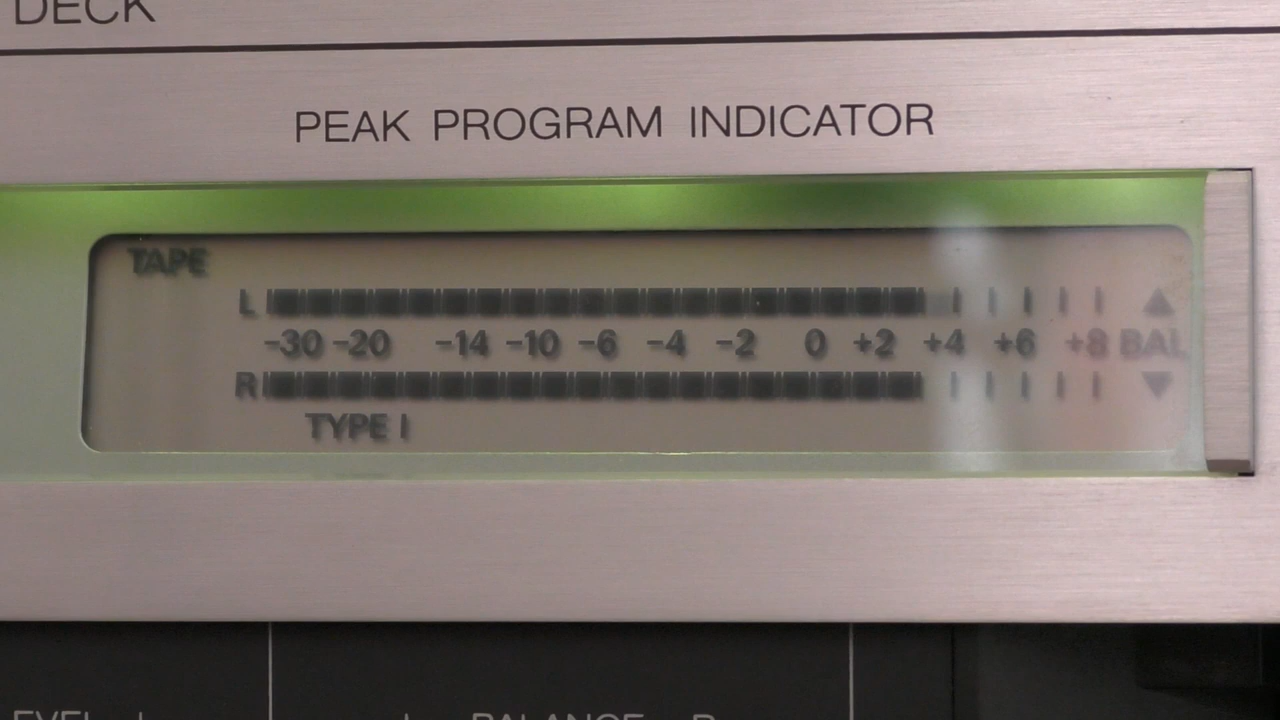 DECK
PEAK PROGRAM INDICATOR
TAPE
L
-30 -20 -14 -10 -6 -4 -2 0 +2 +4 +6 +8 BAL
R
TYPE I
BALANCE